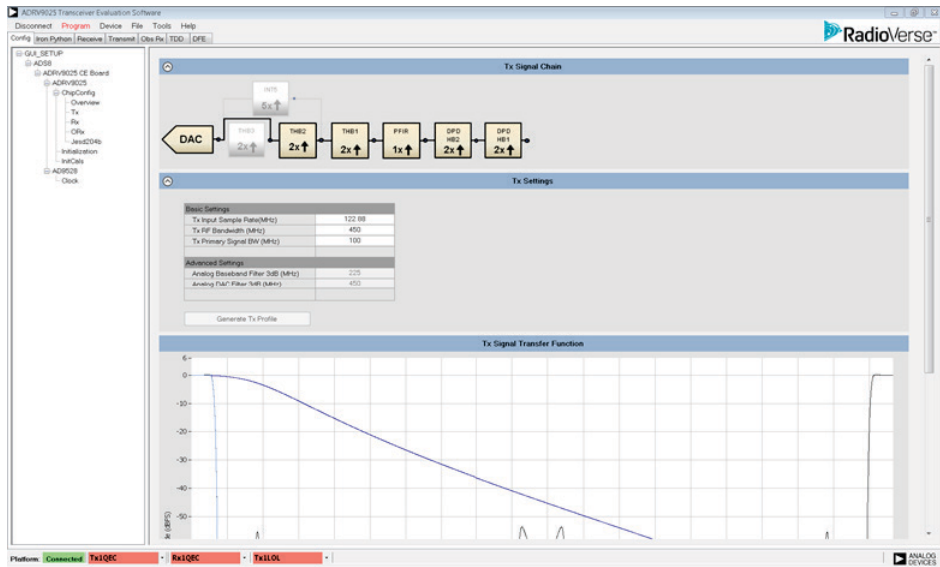 ADRV9025 Transceiver Evaluation Software
Disconnect Program Device File Tools Help
Config Iron Python Receive Transmit Obs Rx TDD DFE
RadioVerse
GUI_SETUP
ADS8
ADRV9025 CE Board
ADRV9025
ChipConfig
Overview
Tx
Rx
ORx
Jesd204b
Initialization
InitCals
AD9528
Clock
Tx Signal Chain
INT5
5x
DAC
THB3
2x
THB2
2x
THB1
2x
PFIR
1x
DPD
HB2
2x
DPD
HB1
2x
Tx Settings
Basic Settings
Tx Input Sample Rate(MHz) 122.88
Tx RF Bandwidth (MHz) 450
Tx Primary Signal BW (MHz) 100
Advanced Settings
Analog Baseband Filter 3dB (MHz) 225
Analog DAC Filter 3dB (MHz) 450
Generate Tx Profile
Tx Signal Transfer Function
6
0
-10
-20
-30
-40
-50
(dBFS)
Platform: Connected Tx1QEC Rx1QEC Tx1LOL
ANALOG
DEVICES